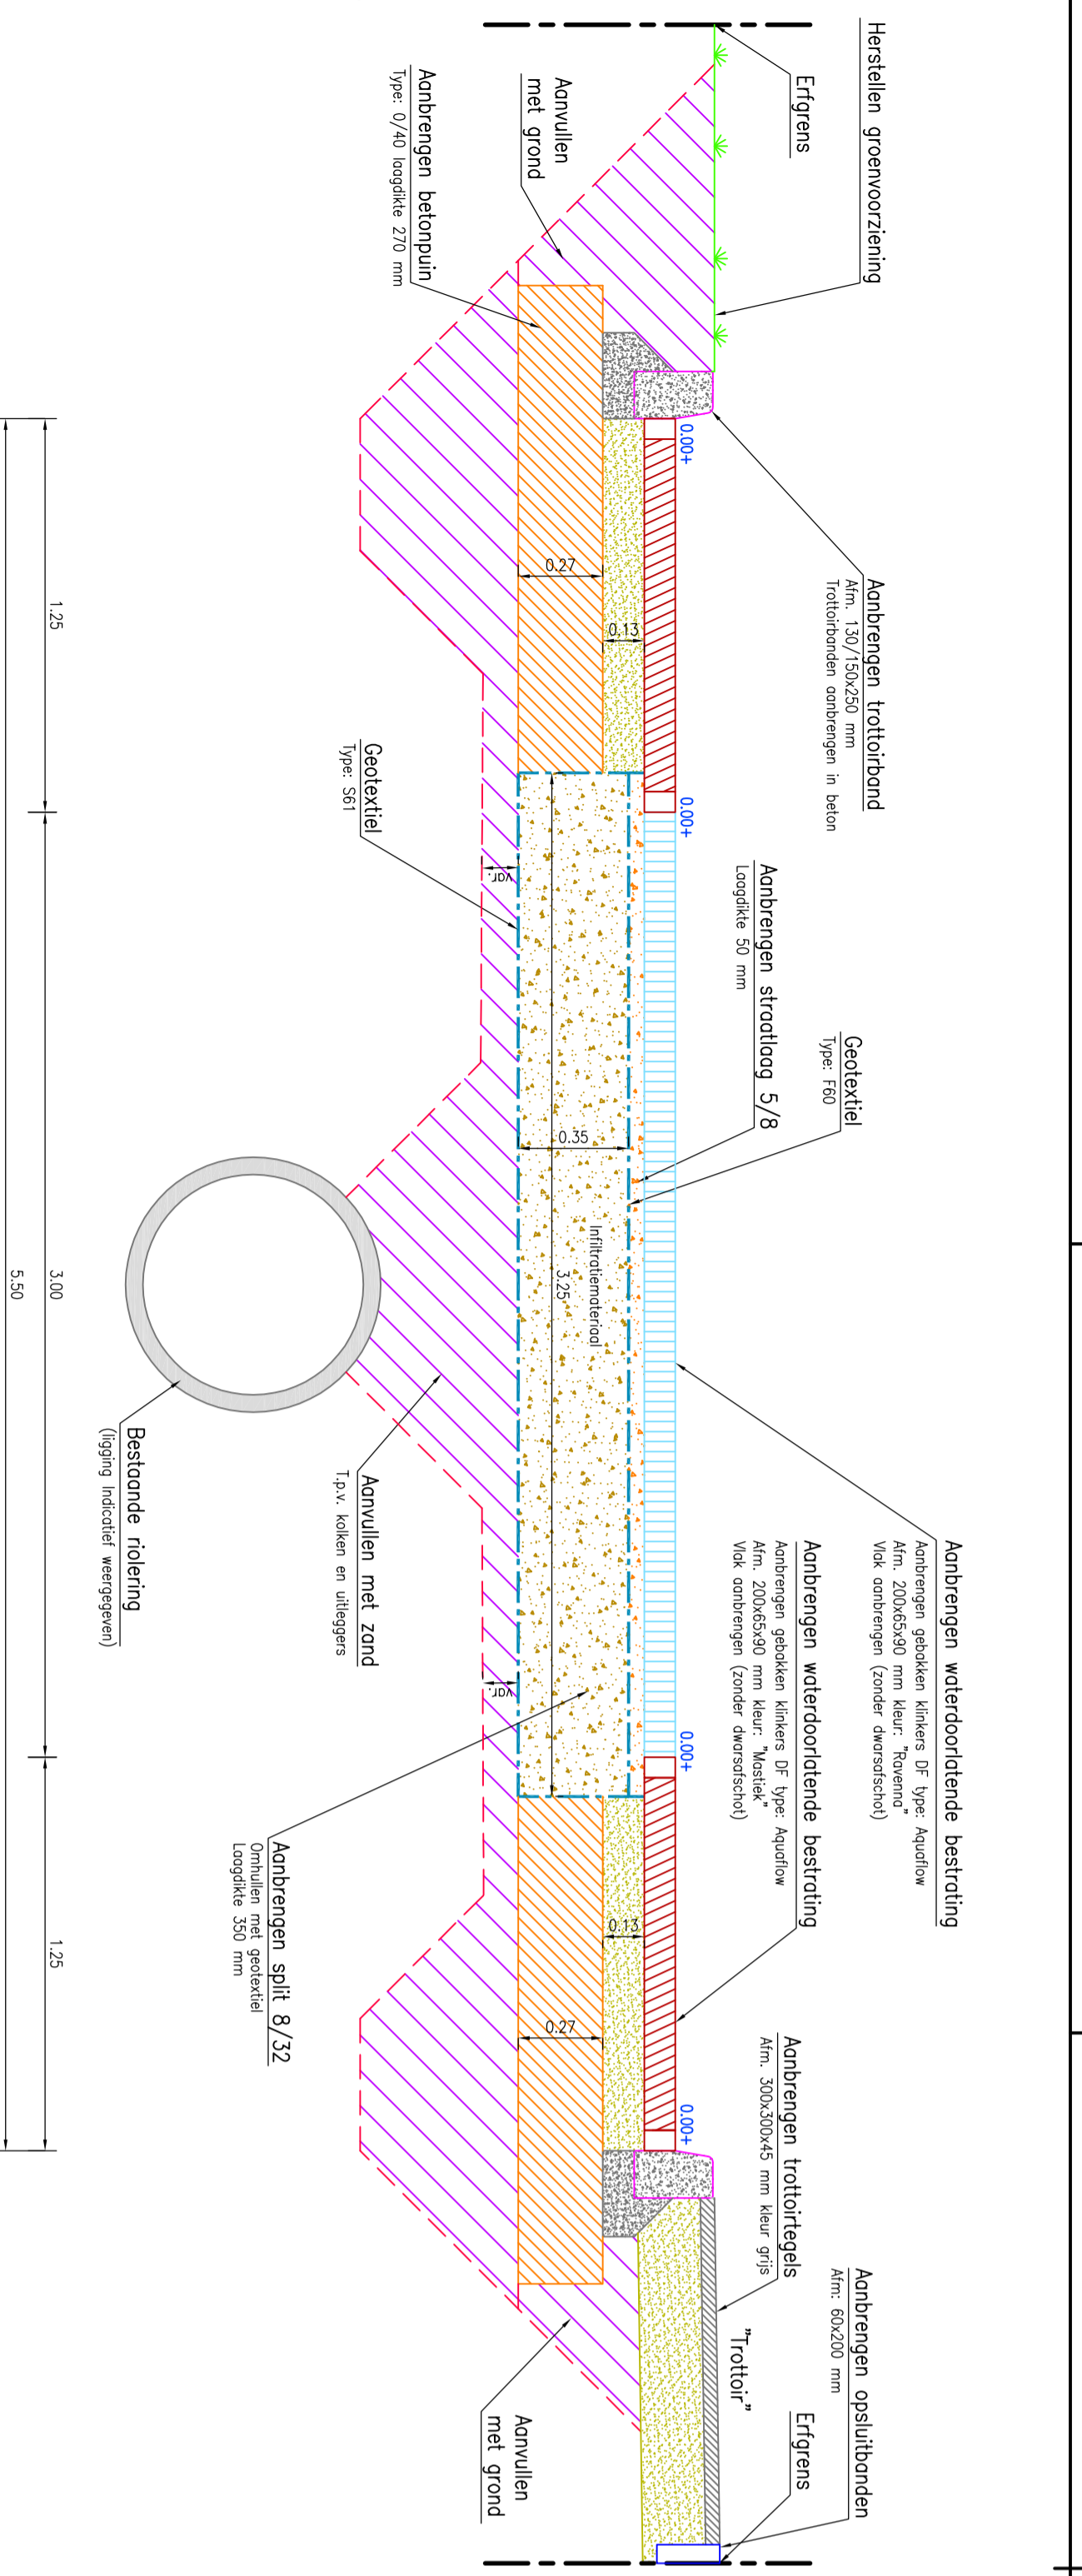 Herstellen groenvoorziening
Erfgrens
Aanvullen
met grond
Aanbrengen betonpuin
Type: 0/40 laagdikte 270 mm
Aanbrengen trottoirband
Afm. 130/150x250 mm
Trottoirbanden aanbrengen in beton
0.00+
0.27
0,13
0.00+
Geotextiel
Type: S61
var.
Aanbrengen straatlaag 5/8
Laagdikte 50 mm
Geotextiel
Type: F60
0.35
Infiltratiemateriaal
3.25
Aanbrengen waterdoorlatende bestrating
Aanbrengen gebakken klinkers DF type: Aquaflow
Afm. 200x65x90 mm kleur: "Ravenna"
Vlak aanbrengen (zonder dwarsafschot)
Aanbrengen waterdoorlatende bestrating
Aanbrengen gebakken klinkers DF type: Aquaflow
Afm. 200x65x90 mm kleur: "Mastiek"
Vlak aanbrengen (zonder dwarsafschot)
Aanvullen met zand
T.p.v. kolken en uitleggers
Bestaande riolering
(ligging Indicatief weergegeven)
var.
0.00+
Aanbrengen split 8/32
Omhullen met geotextiel
Laagdikte 350 mm
0.13
0.27
0.00+
Aanbrengen trottoirtegels
Afm. 300x300x45 mm kleur grijs
Aanbrengen opsluitbanden
Afm: 60x200 mm
"Trottoir"
Erfgrens
Aanvullen
met grond
1.25
3.00
1.25
5.50